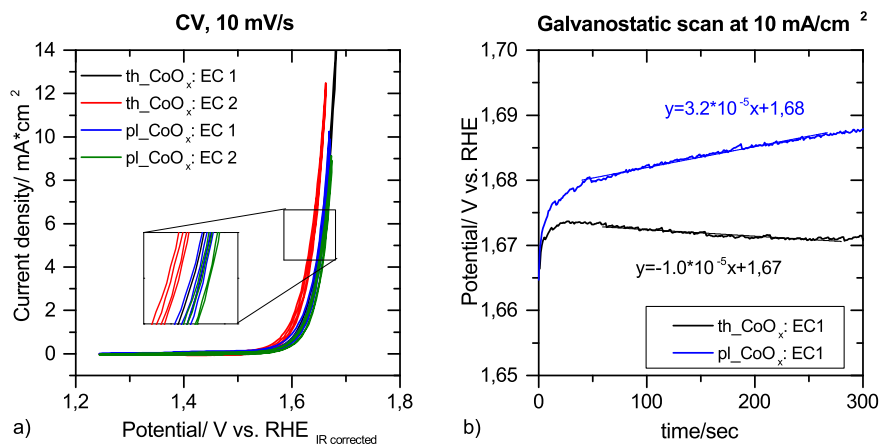 CV, 10 mV/s
14
12
10
8
6
4
2
0
Current density/ mA*cm²
th_CoOₓ: EC 1
th_CoOₓ: EC 2
pl_CoOₓ: EC 1
pl_CoOₓ: EC 2
1,2
1,4
1,6
1,8
a)
Potential/ V vs. RHE IR corrected
Galvanostatic scan at 10 mA/cm ²
1,70
1,69
1,68
1,67
1,66
1,65
Potential/ V vs. RHE
y=3.2*10⁻⁵x+1,68
y=-1.0*10⁻⁵x+1,67
th_CoOₓ: EC1
pl_CoOₓ: EC1
0
100
200
300
b)
time/sec